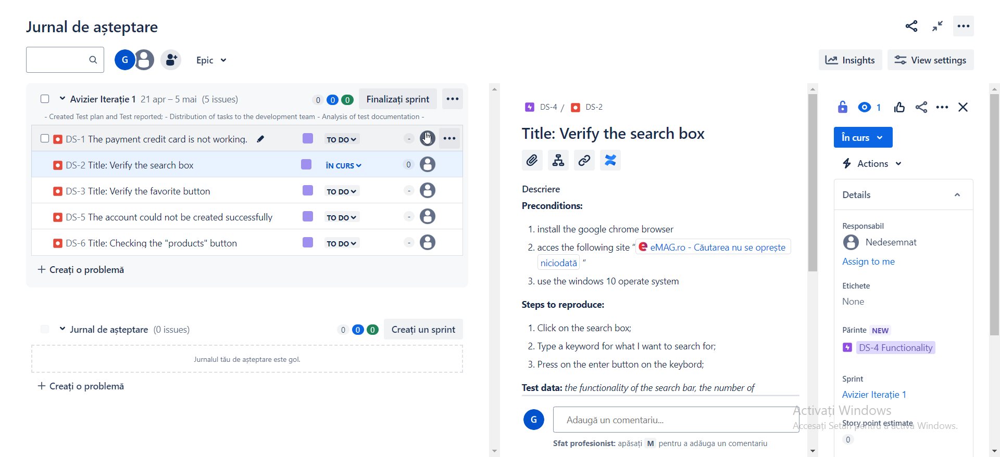 Jurnal de așteptare
G
Epic
Insights
View settings
Avizier Iterație 1 21 apr – 5 mai (5 issues)
0 0 0
Finalizați sprint
- Created Test plan and Test reported; - Distribution of tasks to the development team - Analysis of test documentation -
DS-1 The payment credit card is not working. TO DO -
DS-2 Title: Verify the search box ÎN CURS 0
DS-3 Title: Verify the favorite button TO DO -
DS-5 The account could not be created successfully TO DO -
DS-6 Title: Checking the "products" button TO DO -
+ Creați o problemă
Jurnal de așteptare (0 issues)
0 0 0
Creați un sprint
Jurnalul tău de așteptare este gol.
+ Creați o problemă
DS-4 / DS-2
Title: Verify the search box
Descriere
Preconditions:
1. install the google chrome browser
2. acces the following site “ eMAG.ro - Căutarea nu se oprește
niciodată “
3. use the windows 10 operate system
Steps to reproduce:
1. Click on the search box;
2. Type a keyword for what I want to search for;
3. Press on the enter button on the keybord;
Test data: the functionality of the search bar, the number of
G
Adaugă un comentariu...
Sfat profesionist: apăsați M pentru a adăuga un comentariu
1
În curs
Actions
Details
Responsabil
Nedesemnat
Assign to me
Etichete
None
Părinte NEW
DS-4 Functionality
Sprint
Avizier Iterație 1
Story point estimate
0
Activați Windows
Accesați Setări pentru a activa Windows.